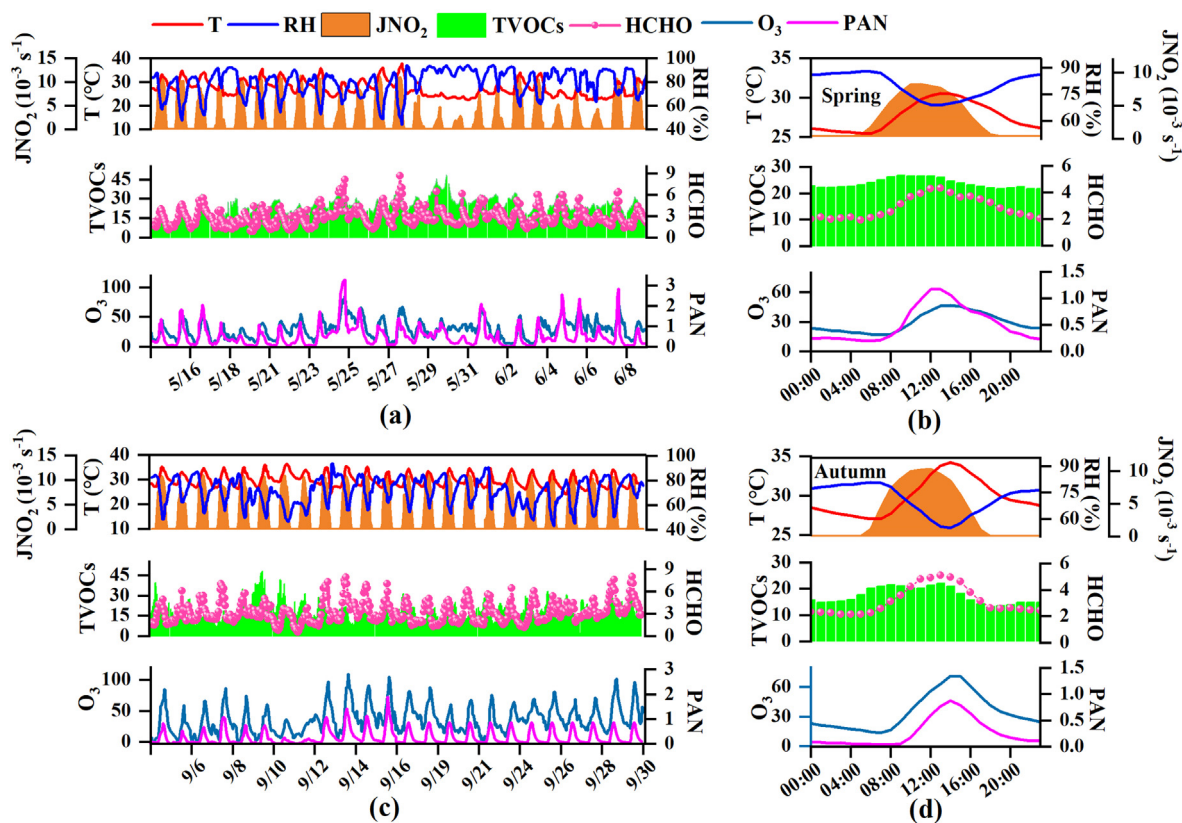 T RH JNO₂ TVOCs HCHO O₃ PAN
JNO₂ (10⁻³ s⁻¹)
15
10
5
0
T (°C)
40
30
20
10
100
80
60
40
RH (%)
TVOCs
45
30
15
0
9
6
3
0
HCHO
O₃
100
50
0
3
2
1
0
PAN
5/16 5/18 5/21 5/23 5/25 5/27 5/29 5/31 6/2 6/4 6/6 6/8
(a)
T (°C)
35
30
25
Spring
90
75
60
RH (%)
10
5
0
JNO₂ (10⁻³ s⁻¹)
TVOCs
30
20
10
0
6
4
2
0
HCHO
O₃
60
30
0
1.5
1.0
0.5
0.0
PAN
00:00 04:00 08:00 12:00 16:00 20:00
(b)
JNO₂ (10⁻³ s⁻¹)
15
10
5
0
T (°C)
40
30
20
10
100
80
60
40
RH (%)
TVOCs
45
30
15
0
9
6
3
0
HCHO
O₃
100
50
0
3
2
1
0
PAN
9/6 9/8 9/10 9/12 9/14 9/16 9/19 9/21 9/24 9/26 9/28 9/30
(c)
T (°C)
35
30
25
Autumn
90
75
60
RH (%)
10
5
0
JNO₂ (10⁻³ s⁻¹)
TVOCs
30
20
10
0
6
4
2
0
HCHO
O₃
60
30
0
1.5
1.0
0.5
0.0
PAN
00:00 04:00 08:00 12:00 16:00 20:00
(d)